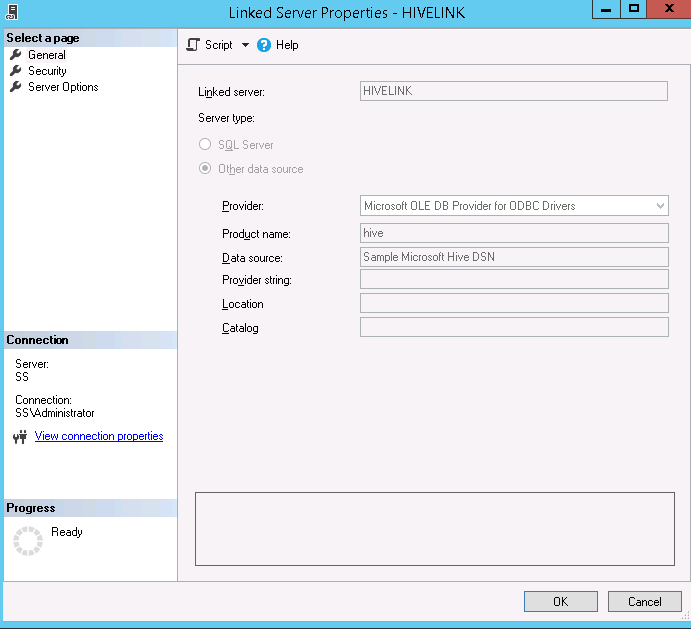 Linked Server Properties - HIVELINK
Select a page
General
Security
Server Options
Script
Help
Linked server:
HIVELINK
Server type:
SQL Server
Other data source
Provider:
Microsoft OLE DB Provider for ODBC Drivers
Product name:
hive
Data source:
Sample Microsoft Hive DSN
Provider string:
Location
Catalog
Connection
Server:
SS
Connection:
SS\Administrator
View connection properties
Progress
Ready
OK
Cancel